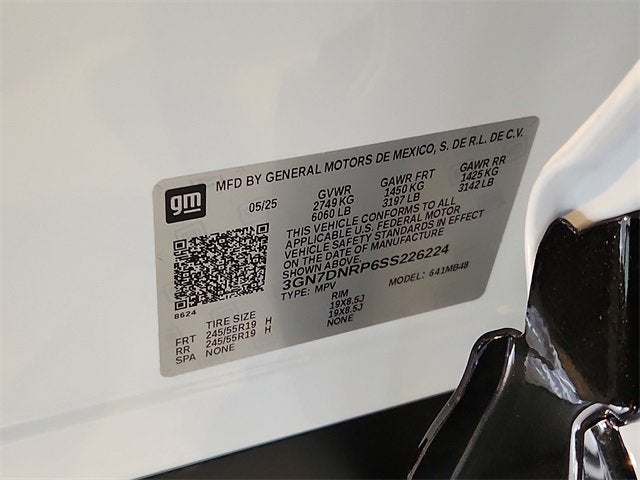 gm
MFD BY GENERAL MOTORS DE MEXICO, S. DE R.L. DE C.V.
05/25
GVWR GAWR FRT GAWR RR
2749 KG 1450 KG 1425 KG
6060 LB 3197 LB 3142 LB
THIS VEHICLE CONFORMS TO ALL
APPLICABLE U.S. FEDERAL MOTOR
VEHICLE SAFETY STANDARDS IN EFFECT
ON THE DATE OF MANUFACTURE
SHOWN ABOVE.
3GN7DNRP6SS226224
TYPE: MPV MODEL: 641MB48
8624
TIRE SIZE RIM
FRT 245/55R19 H 19X8.5J
RR 245/55R19 H 19X8.5J
SPA NONE NONE